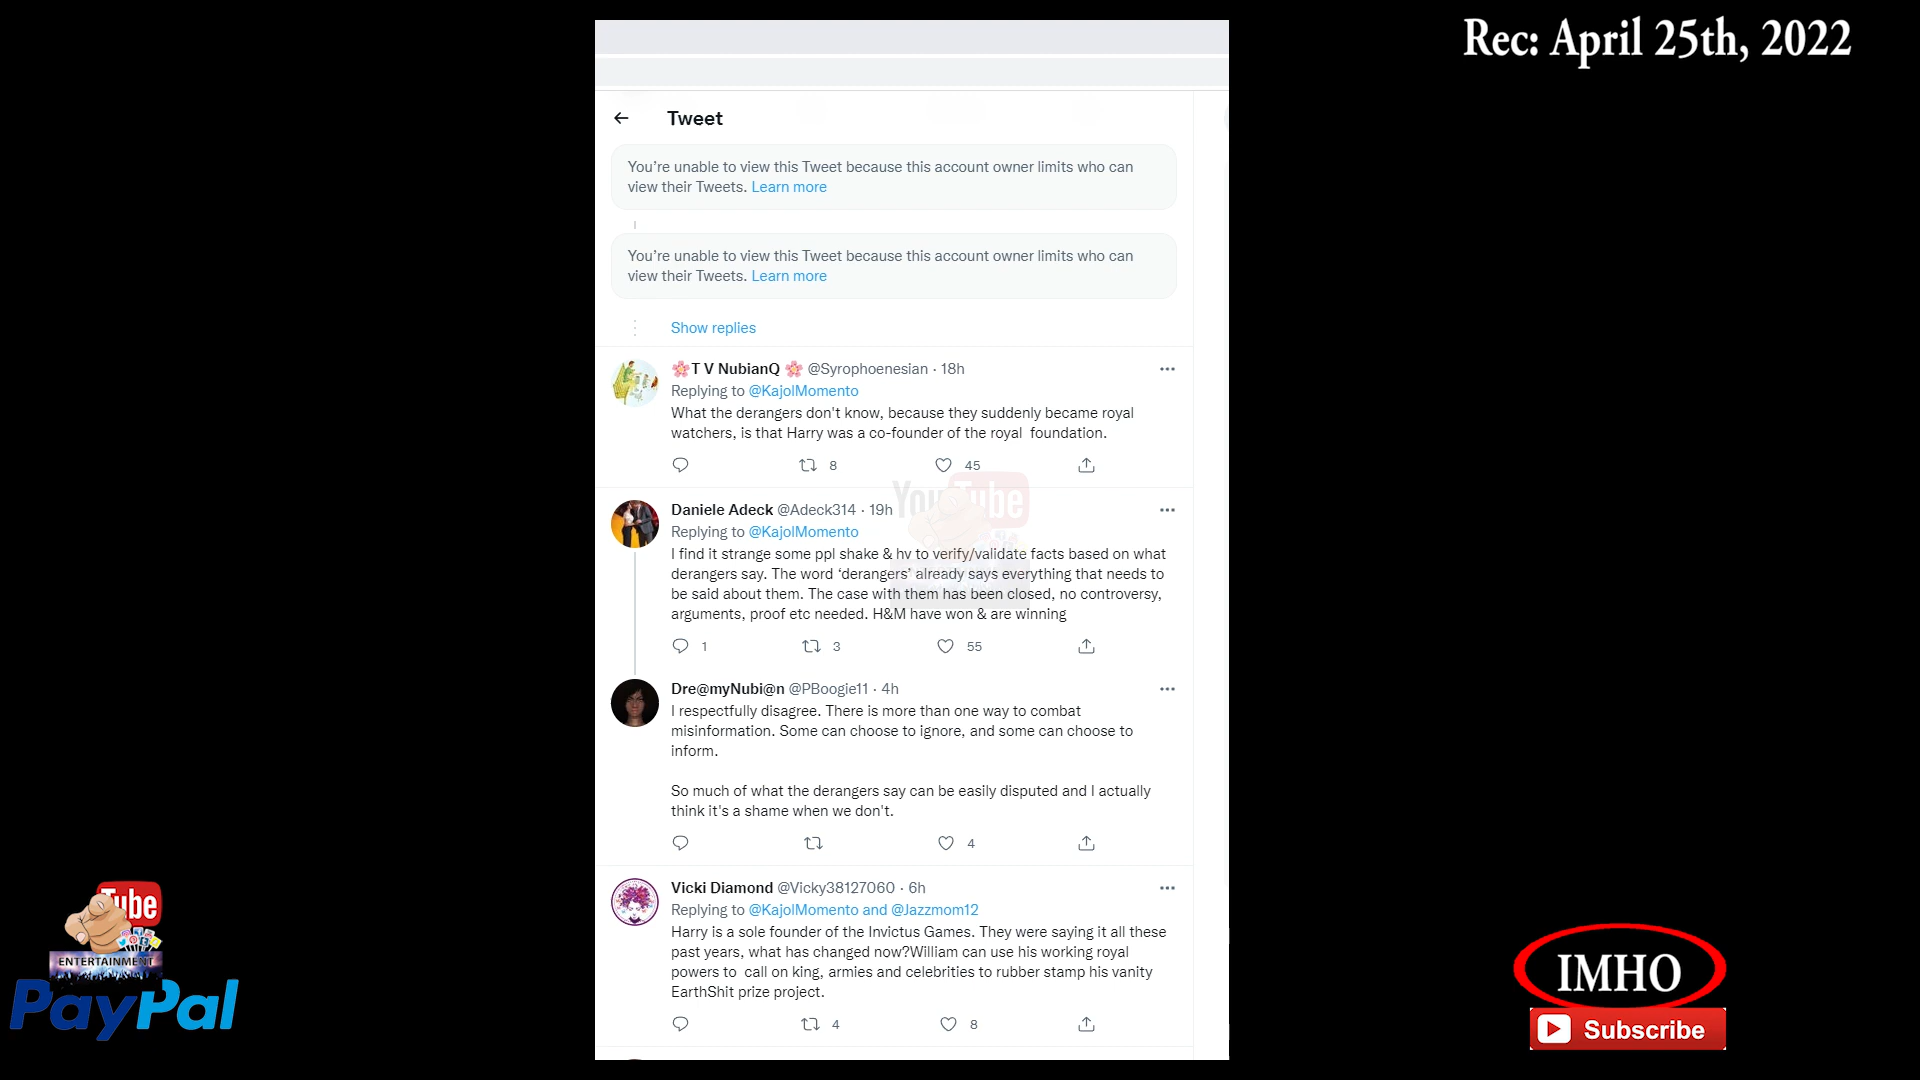 Rec: April 25th, 2022
Tweet
You’re unable to view this Tweet because this account owner limits who can
view their Tweets. Learn more
You’re unable to view this Tweet because this account owner limits who can
view their Tweets. Learn more
Show replies
T V NubianQ @Syrophoenesian · 18h
Replying to @KajolMomento
What the derangers don't know, because they suddenly became royal
watchers, is that Harry was a co-founder of the royal foundation.
8 45
YouTube
Daniele Adeck @Adeck314 · 19h
Replying to @KajolMomento
I find it strange some ppl shake & hv to verify/validate facts based on what
derangers say. The word ‘derangers’ already says everything that needs to
be said about them. The case with them has been closed, no controversy,
arguments, proof etc needed. H&M have won & are winning
1 3 55
Dre@myNubi@n @PBoogie11 · 4h
I respectfully disagree. There is more than one way to combat
misinformation. Some can choose to ignore, and some can choose to
inform.
So much of what the derangers say can be easily disputed and I actually
think it's a shame when we don't.
4
Vicki Diamond @Vicky38127060 · 6h
Replying to @KajolMomento and @Jazzmom12
Harry is a sole founder of the Invictus Games. They were saying it all these
past years, what has changed now?William can use his working royal
powers to call on king, armies and celebrities to rubber stamp his vanity
EarthShit prize project.
4 8
Tube
ENTERTAINMENT
PayPal
IMHO
Subscribe